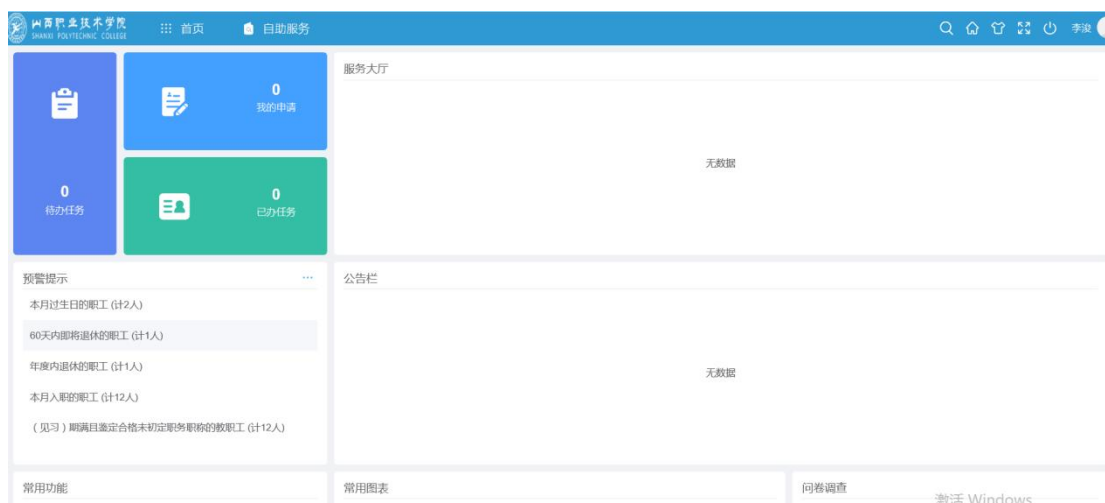 山西职业技术学院
SHANXI POLYTECHNIC COLLEGE
首页
自助服务
李浚
0
待办任务
0
我的申请
0
已办任务
服务大厅
无数据
预警提示
本月过生日的职工 (计2人)
60天内即将退休的职工 (计1人)
年度内退休的职工 (计1人)
本月入职的职工 (计12人)
（见习）期满且鉴定合格未初定职务职称的教职工 (计12人)
公告栏
无数据
常用功能
常用图表
问卷调查
激活 Windows